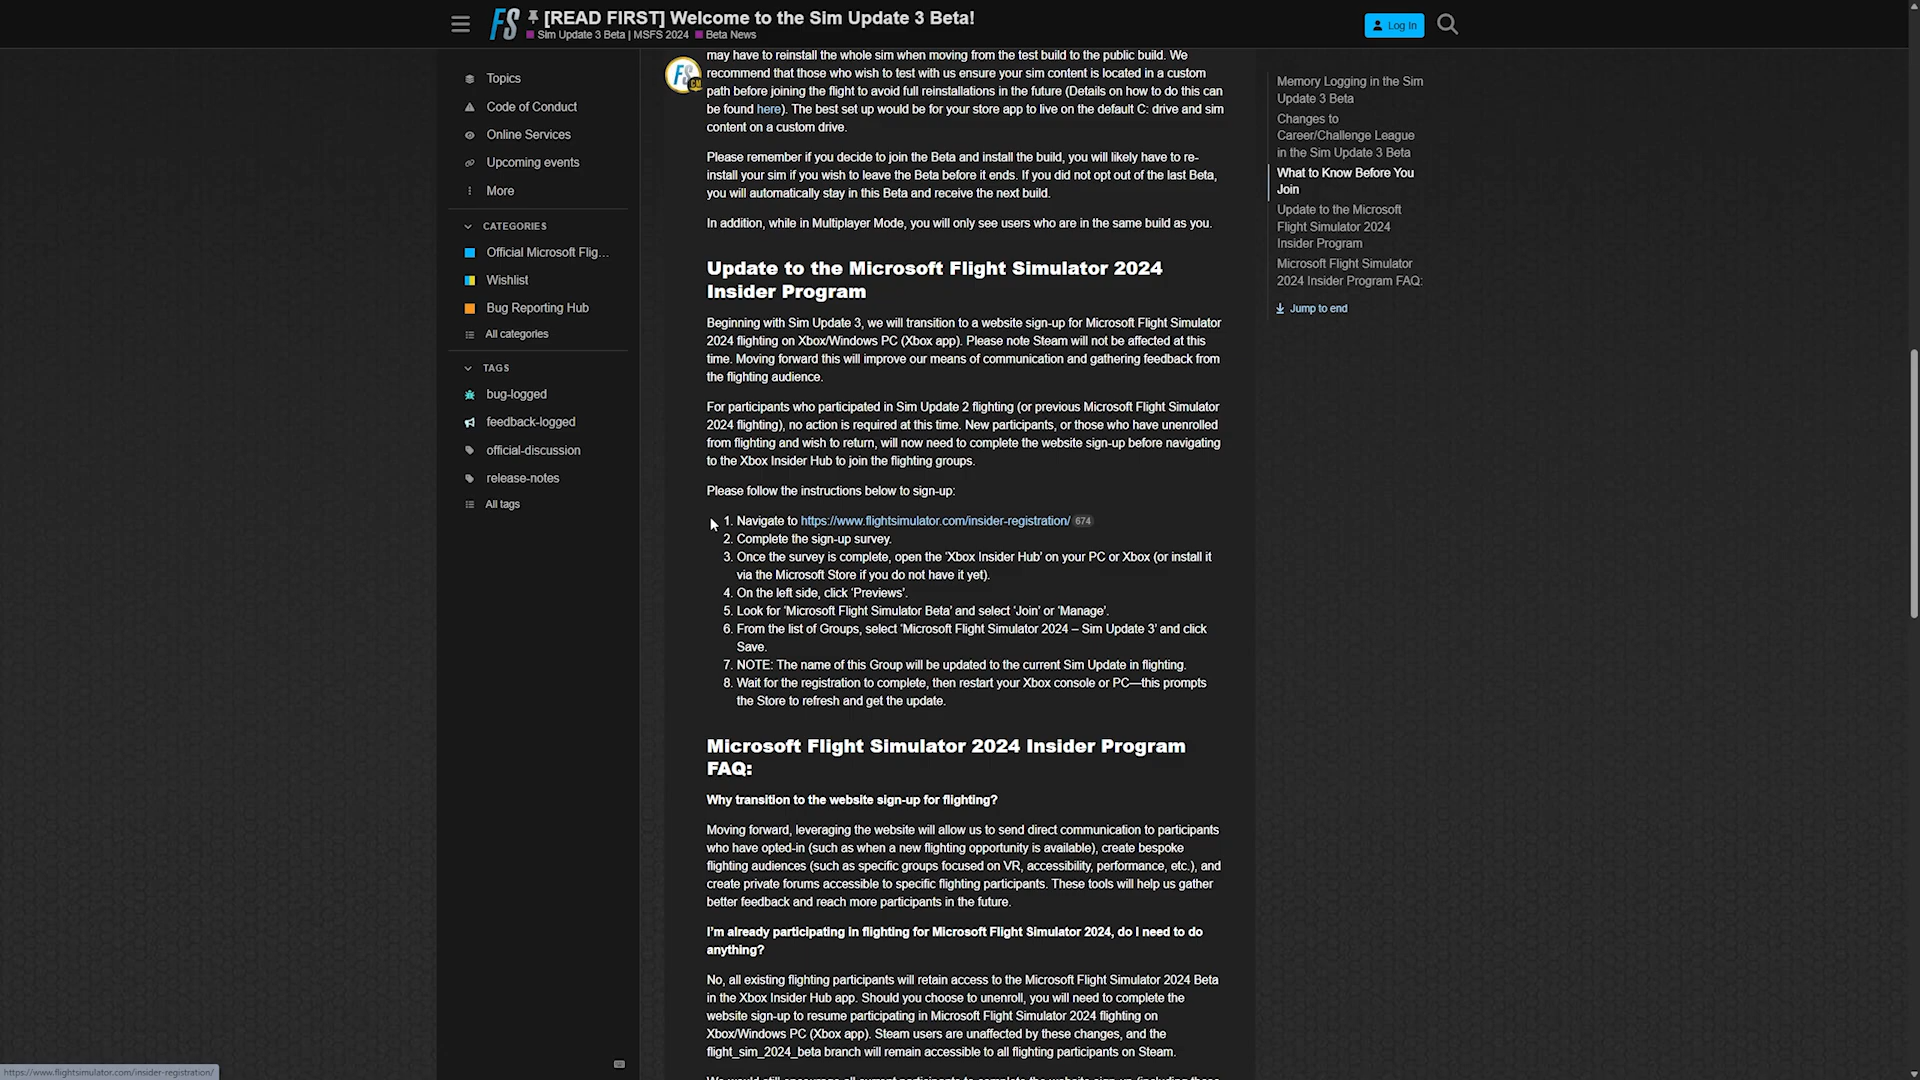 FS [READ FIRST] Welcome to the Sim Update 3 Beta!
Sim Update 3 Beta | MSFS 2024 Beta News
Log In
Topics
Code of Conduct
Online Services
Upcoming events
More
CATEGORIES
Official Microsoft Flig...
Wishlist
Bug Reporting Hub
All categories
TAGS
bug-logged
feedback-logged
official-discussion
release-notes
All tags
FS
CM
may have to reinstall the whole sim when moving from the test build to the public build. We
recommend that those who wish to test with us ensure your sim content is located in a custom
path before joining the flight to avoid full reinstallations in the future (Details on how to do this can
be found here). The best set up would be for your store app to live on the default C: drive and sim
content on a custom drive.
Please remember if you decide to join the Beta and install the build, you will likely have to re-
install your sim if you wish to leave the Beta before it ends. If you did not opt out of the last Beta,
you will automatically stay in this Beta and receive the next build.
In addition, while in Multiplayer Mode, you will only see users who are in the same build as you.
Update to the Microsoft Flight Simulator 2024
Insider Program
Beginning with Sim Update 3, we will transition to a website sign-up for Microsoft Flight Simulator
2024 flighting on Xbox/Windows PC (Xbox app). Please note Steam will not be affected at this
time. Moving forward this will improve our means of communication and gathering feedback from
the flighting audience.
For participants who participated in Sim Update 2 flighting (or previous Microsoft Flight Simulator
2024 flighting), no action is required at this time. New participants, or those who have unenrolled
from flighting and wish to return, will now need to complete the website sign-up before navigating
to the Xbox Insider Hub to join the flighting groups.
Please follow the instructions below to sign-up:
1. Navigate to https://www.flightsimulator.com/insider-registration/ 674
2. Complete the sign-up survey.
3. Once the survey is complete, open the 'Xbox Insider Hub' on your PC or Xbox (or install it
via the Microsoft Store if you do not have it yet).
4. On the left side, click 'Previews'.
5. Look for 'Microsoft Flight Simulator Beta' and select 'Join' or 'Manage'.
6. From the list of Groups, select 'Microsoft Flight Simulator 2024 – Sim Update 3' and click
Save.
7. NOTE: The name of this Group will be updated to the current Sim Update in flighting.
8. Wait for the registration to complete, then restart your Xbox console or PC—this prompts
the Store to refresh and get the update.
Microsoft Flight Simulator 2024 Insider Program
FAQ:
Why transition to the website sign-up for flighting?
Moving forward, leveraging the website will allow us to send direct communication to participants
who have opted-in (such as when a new flighting opportunity is available), create bespoke
flighting audiences (such as specific groups focused on VR, accessibility, performance, etc.), and
create private forums accessible to specific flighting participants. These tools will help us gather
better feedback and reach more participants in the future.
I'm already participating in flighting for Microsoft Flight Simulator 2024, do I need to do
anything?
No, all existing flighting participants will retain access to the Microsoft Flight Simulator 2024 Beta
in the Xbox Insider Hub app. Should you choose to unenroll, you will need to complete the
website sign-up to resume participating in Microsoft Flight Simulator 2024 flighting on
Xbox/Windows PC (Xbox app). Steam users are unaffected by these changes, and the
flight_sim_2024_beta branch will remain accessible to all flighting participants on Steam.
Memory Logging in the Sim
Update 3 Beta
Changes to
Career/Challenge League
in the Sim Update 3 Beta
What to Know Before You
Join
Update to the Microsoft
Flight Simulator 2024
Insider Program
Microsoft Flight Simulator
2024 Insider Program FAQ:
Jump to end
https://www.flightsimulator.com/insider-registration/